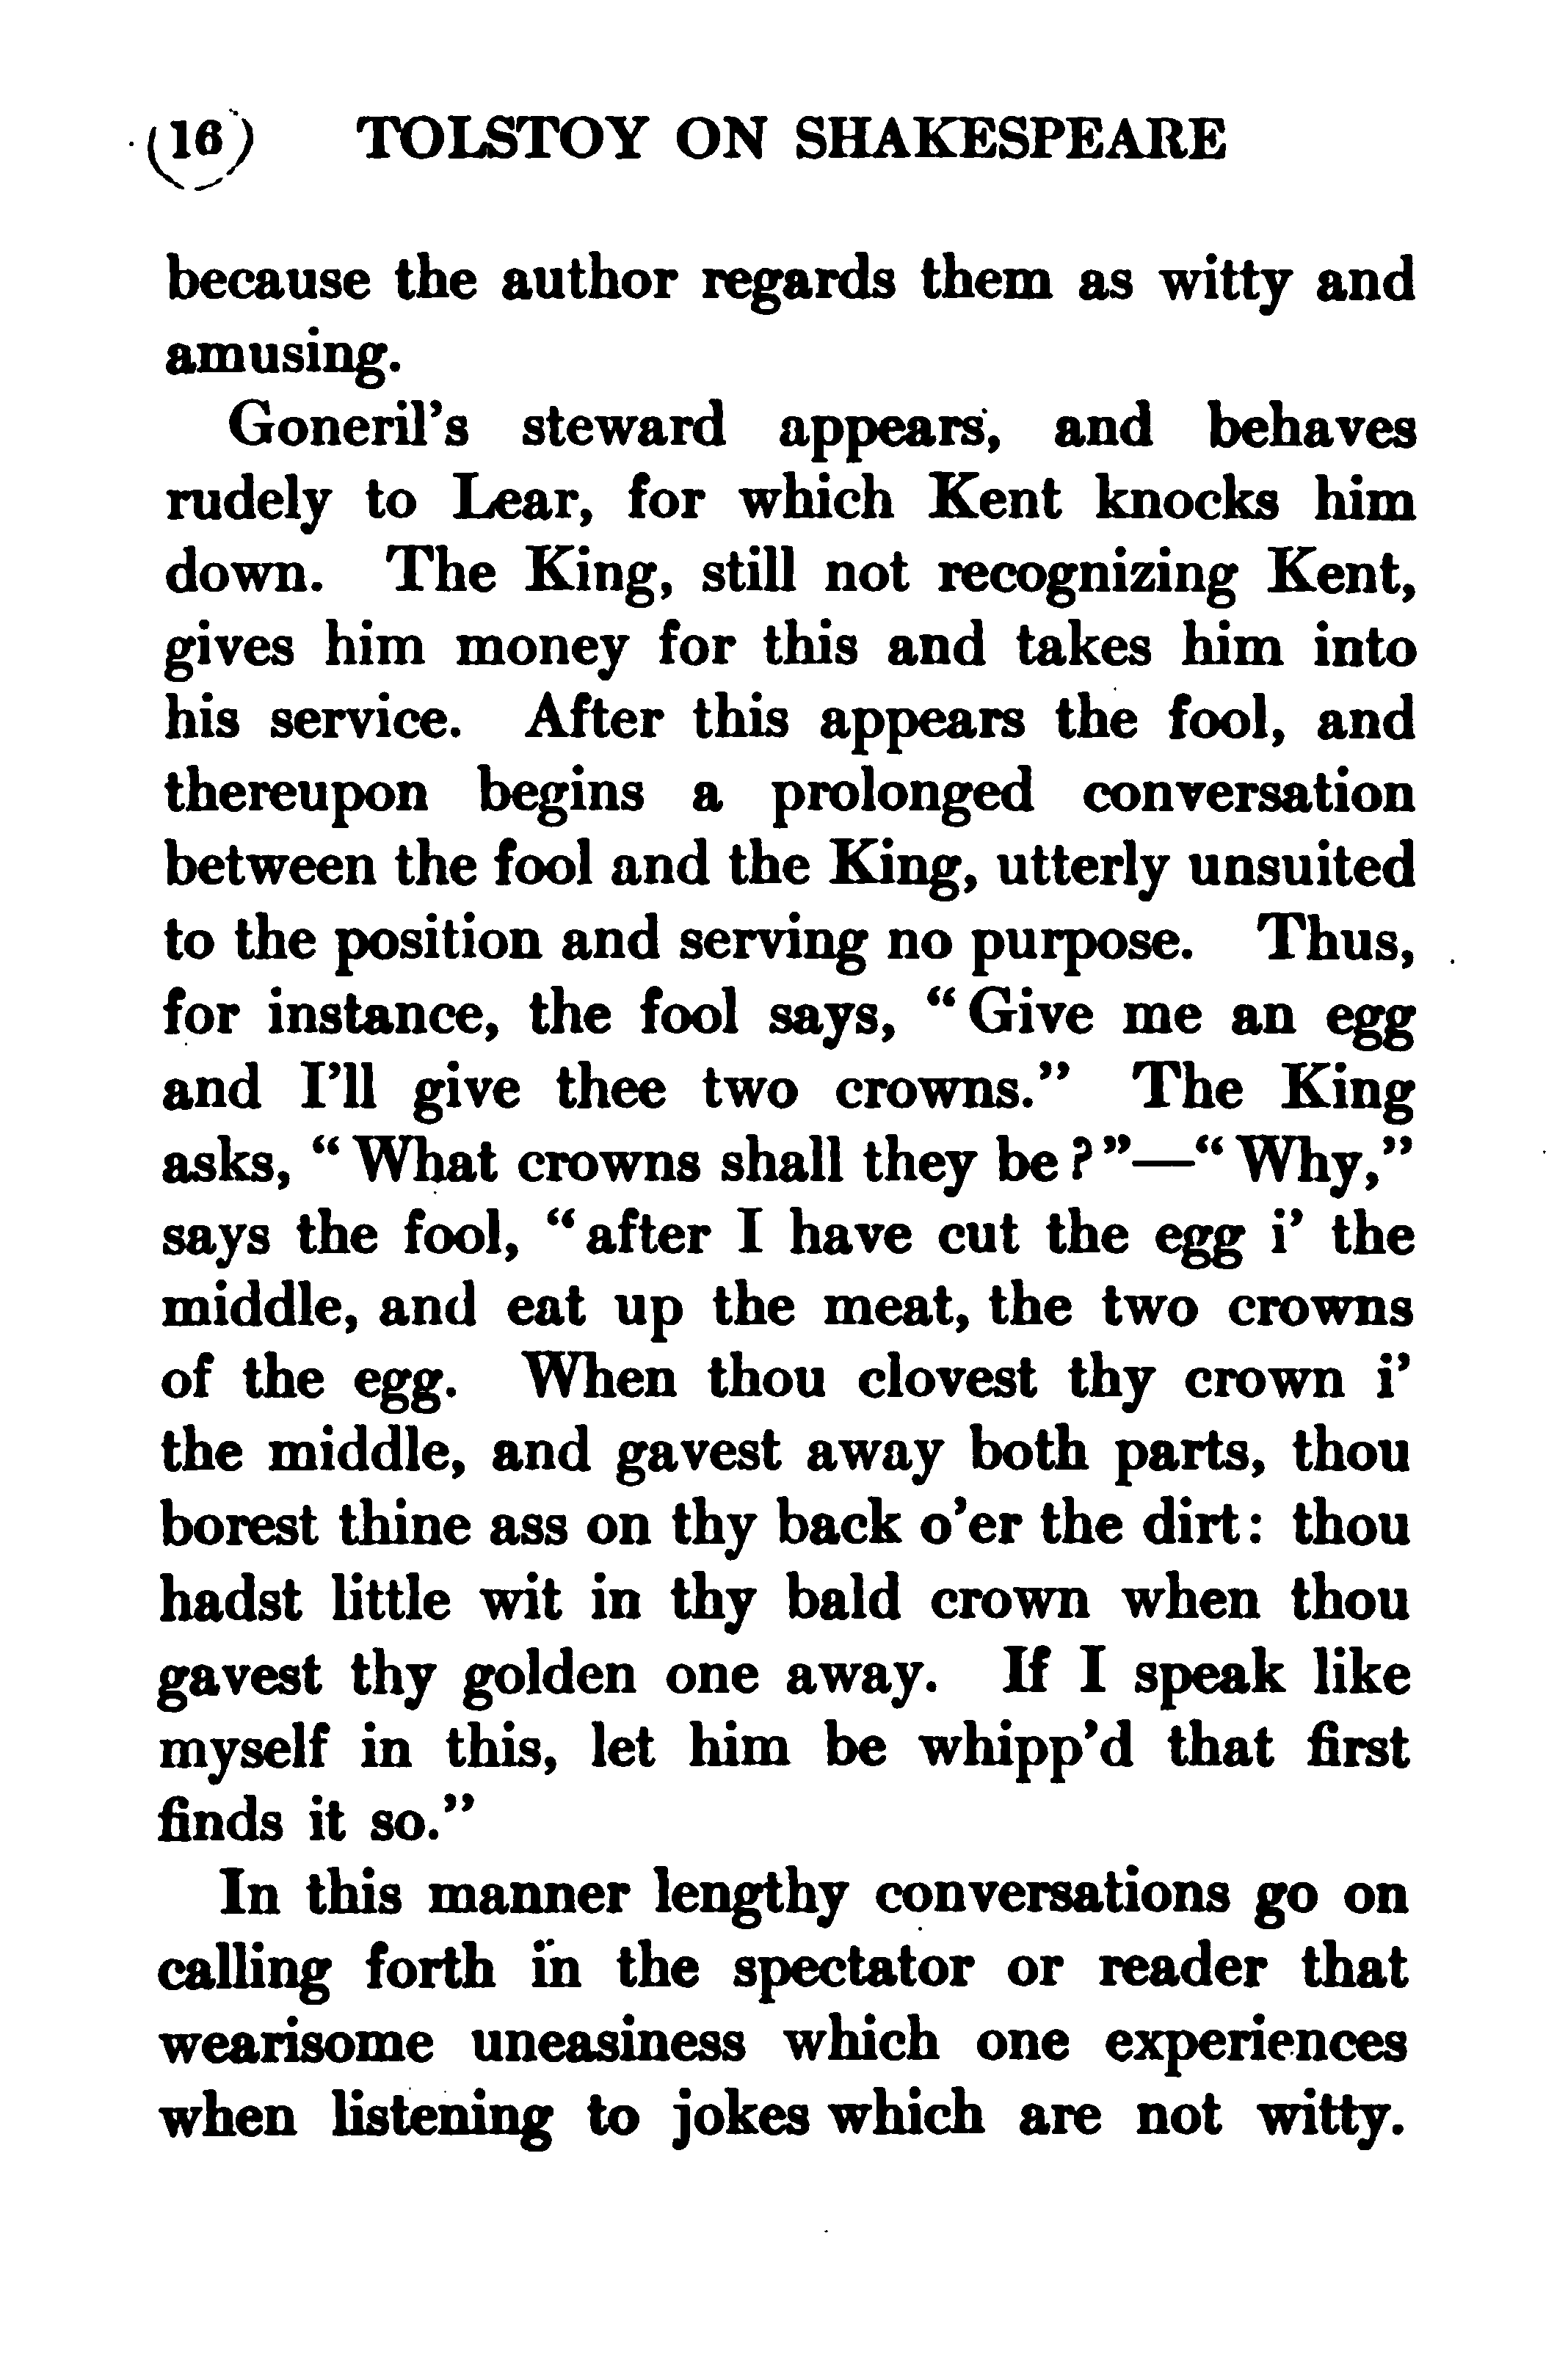 16 TOLSTOY ON SHAKESPEARE
because the author regards them as witty and
amusing.
Goneril's steward appears, and behaves
rudely to Lear, for which Kent knocks him
down. The King, still not recognizing Kent,
gives him money for this and takes him into
his service. After this appears the fool, and
thereupon begins a prolonged conversation
between the fool and the King, utterly unsuited
to the position and serving no purpose. Thus,
for instance, the fool says, “Give me an egg
and I'll give thee two crowns.” The King
asks, “What crowns shall they be?”—“Why,”
says the fool, “after I have cut the egg i' the
middle, and eat up the meat, the two crowns
of the egg. When thou clovest thy crown i'
the middle, and gavest away both parts, thou
borest thine ass on thy back o'er the dirt: thou
hadst little wit in thy bald crown when thou
gavest thy golden one away. If I speak like
myself in this, let him be whipp'd that first
finds it so.”
In this manner lengthy conversations go on
calling forth in the spectator or reader that
wearisome uneasiness which one experiences
when listening to jokes which are not witty.